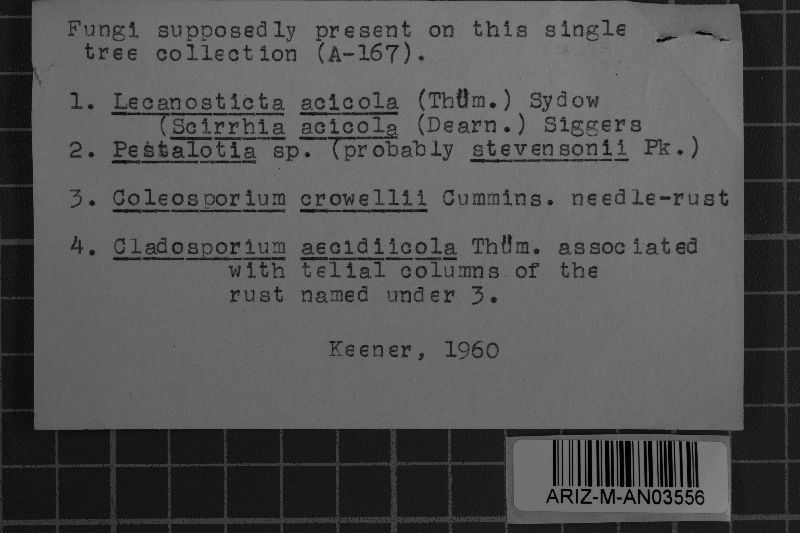 Fungi supposedly present on this single
tree collection (A-167).
1. Lecanosticta acicola (Thüm.) Sydow
(Scirrhia acicola (Dearn.) Siggers
2. Pestalotia sp. (probably stevensonii Pk.)
3. Coleosporium crowellii Cummins. needle-rust
4. Cladosporium aecidiicola Thüm. associated
with telial columns of the
rust named under 3.
Keener, 1960
ARIZ-M-AN03556